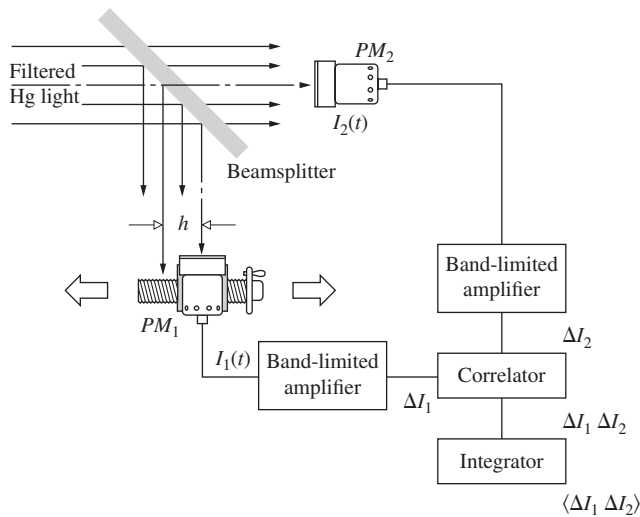 PM₂
Filtered
Hg light
I₂(t)
Beamsplitter
h
Band-limited
amplifier
PM₁
ΔI₂
I₁(t)
Band-limited
amplifier
Correlator
ΔI₁
ΔI₁ ΔI₂
Integrator
⟨ΔI₁ ΔI₂⟩